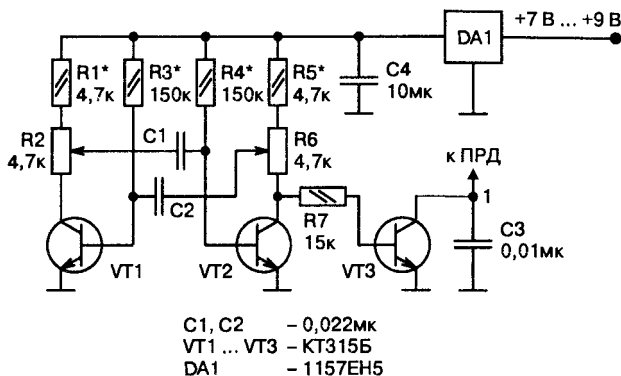 +7 В ... +9 В
DA1
R1*
4,7к
R3*
150к
R4*
150к
R5*
4,7к
C4
10мк
R2
4,7к
C1
R6
4,7к
C2
к ПРД
1
R7
15к
C3
0,01мк
VT1
VT2
VT3
C1, C2 – 0,022мк
VT1 ... VT3 – КТ315Б
DA1 – 1157ЕН5